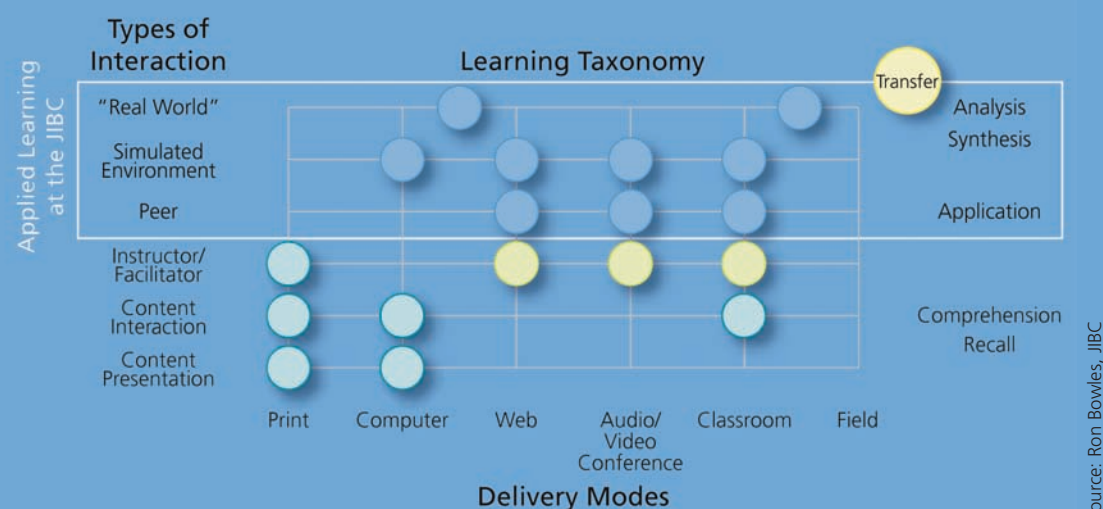 Types of
Interaction
Learning Taxonomy
Applied Learning
at the JIBC
Transfer
"Real World"
Analysis
Synthesis
Simulated
Environment
Peer
Application
Instructor/
Facilitator
Content
Interaction
Comprehension
Recall
Content
Presentation
Print
Computer
Web
Audio/
Video
Conference
Classroom
Field
Delivery Modes
ource: Ron Bowles, JIBC